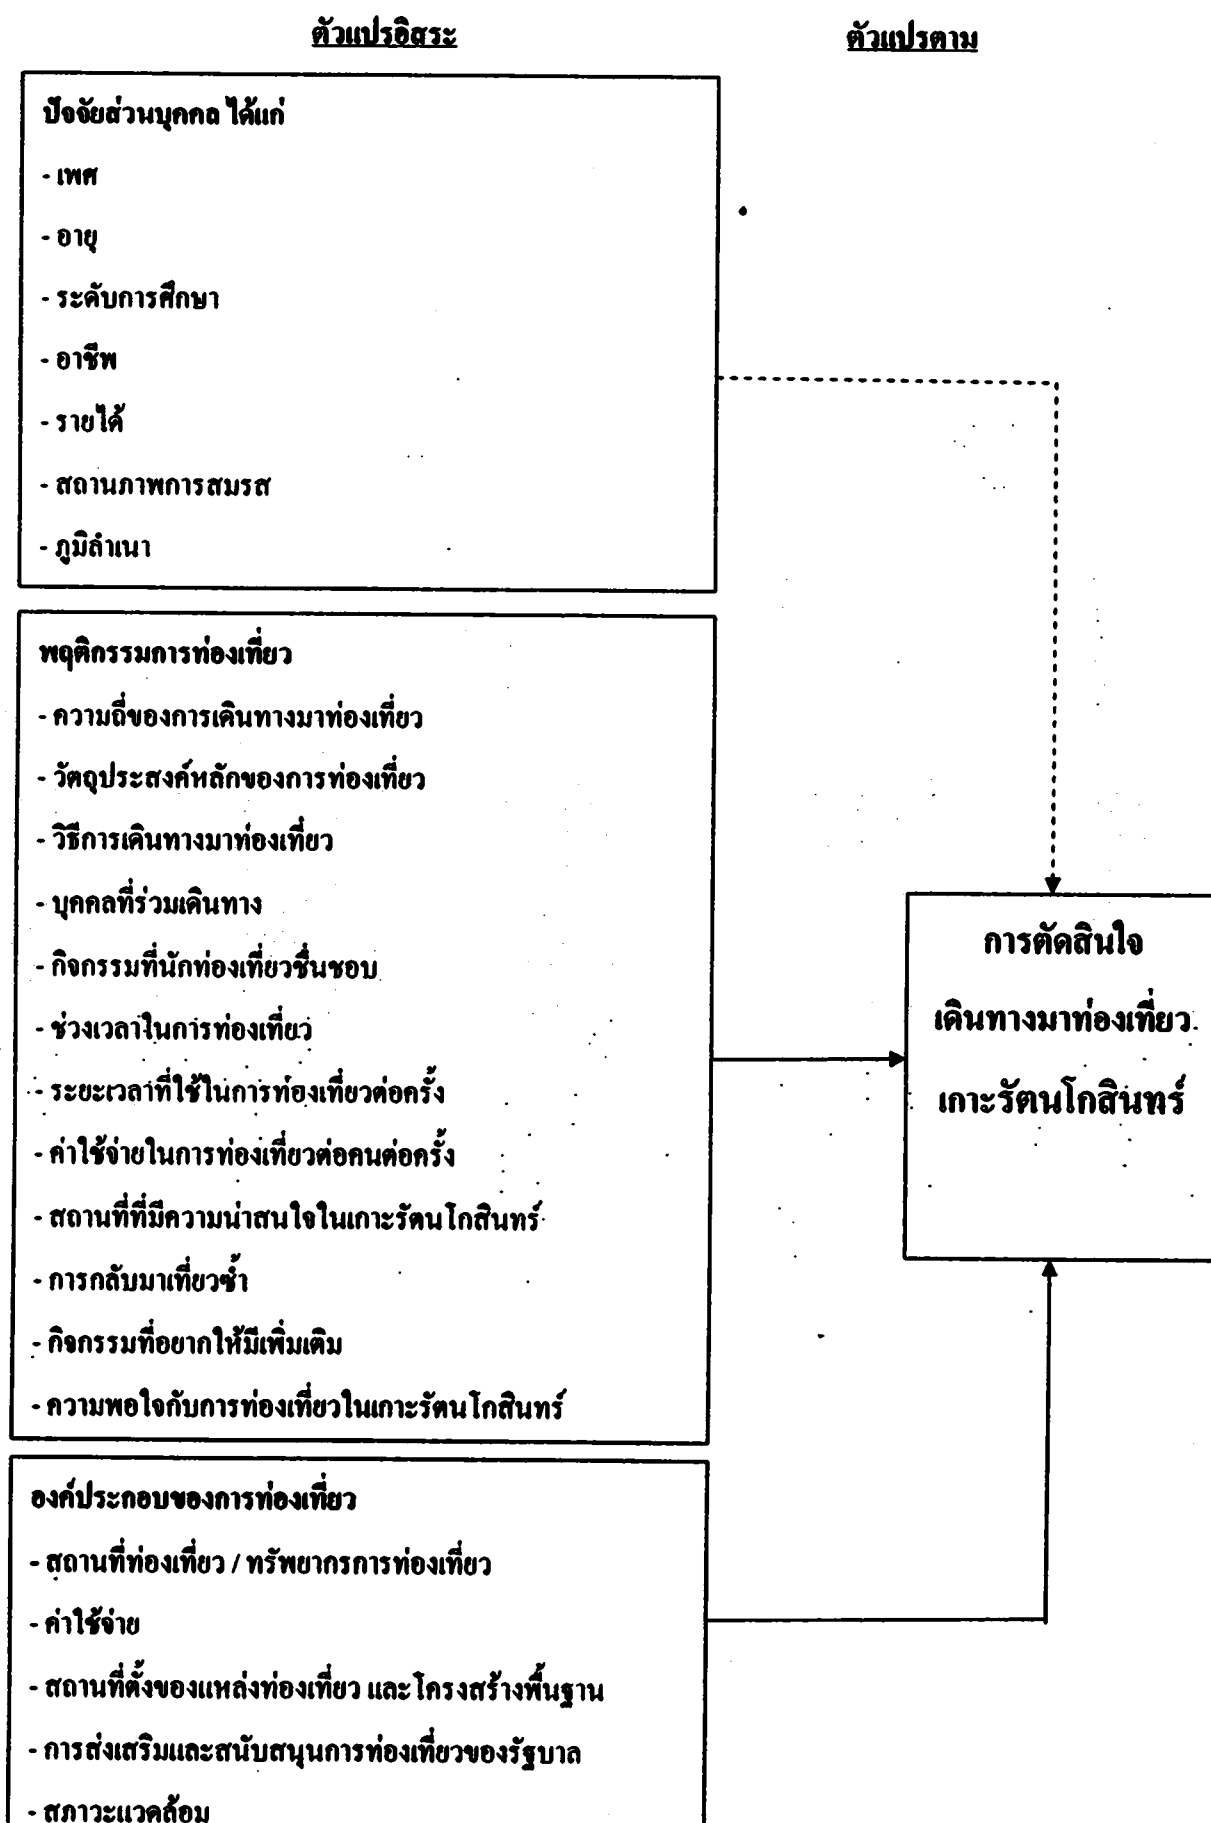 ตัวแปรอิสระ
ตัวแปรตาม
ปัจจัยส่วนบุคคล ได้แก่
- เพศ
- อายุ
- ระดับการศึกษา
- อาชีพ
- รายได้
- สถานภาพการสมรส
- ภูมิลำเนา
พฤติกรรมการท่องเที่ยว
- ความถี่ของการเดินทางมาท่องเที่ยว
- วัตถุประสงค์หลักของการท่องเที่ยว
- วิธีการเดินทางมาท่องเที่ยว
- บุคคลที่ร่วมเดินทาง
- กิจกรรมที่นักท่องเที่ยวชื่นชอบ
- ช่วงเวลาในการท่องเที่ยว
- ระยะเวลาที่ใช้ในการท่องเที่ยวต่อครั้ง
- ค่าใช้จ่ายในการท่องเที่ยวต่อคนต่อครั้ง
- สถานที่ที่มีความน่าสนใจในเกาะรัตนโกสินทร์
- การกลับมาเที่ยวซ้ำ
- กิจกรรมที่อยากให้มีเพิ่มเติม
- ความพอใจกับการท่องเที่ยวในเกาะรัตนโกสินทร์
การตัดสินใจ
เดินทางมาท่องเที่ยว
เกาะรัตนโกสินทร์
องค์ประกอบของการท่องเที่ยว
- สถานที่ท่องเที่ยว / ทรัพยากรการท่องเที่ยว
- ค่าใช้จ่าย
- สถานที่ตั้งของแหล่งท่องเที่ยว และโครงสร้างพื้นฐาน
- การส่งเสริมและสนับสนุนการท่องเที่ยวของรัฐบาล
- สภาวะแวดล้อม